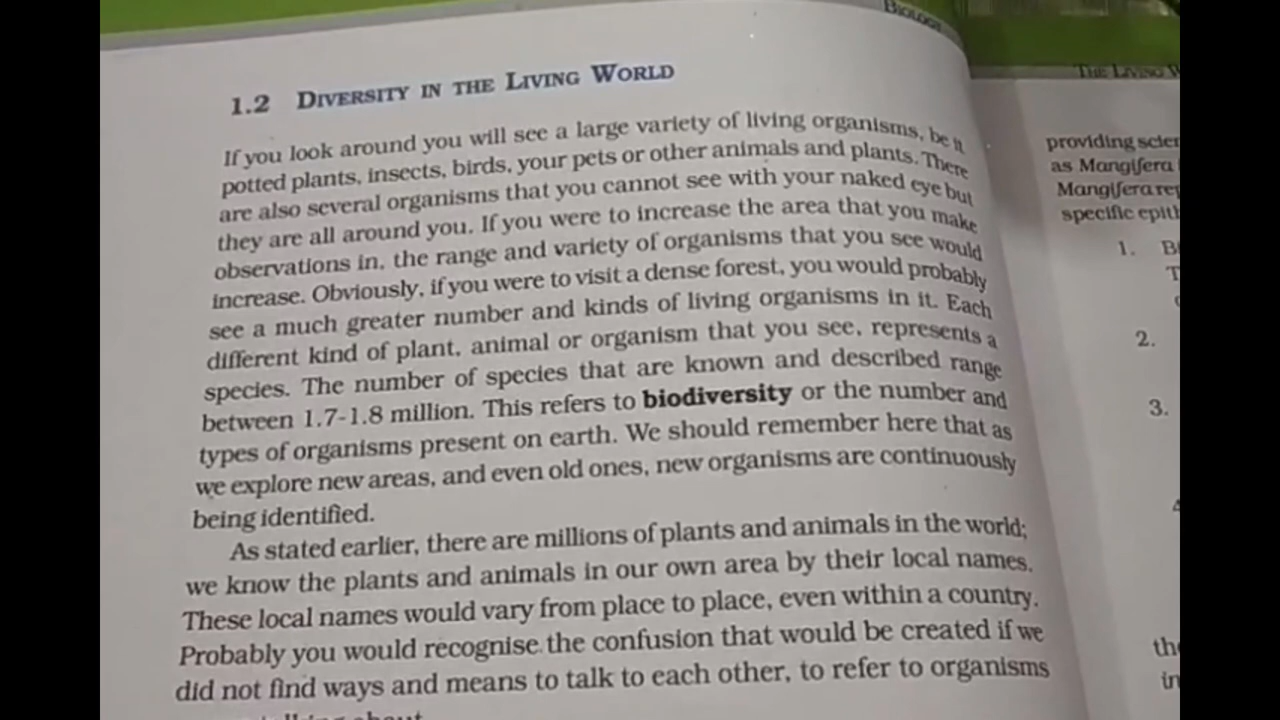 BIOLOGY
1.2 DIVERSITY IN THE LIVING WORLD
If you look around you will see a large variety of living organisms, be it
potted plants, insects, birds, your pets or other animals and plants. There
are also several organisms that you cannot see with your naked eye but
they are all around you. If you were to increase the area that you make
observations in, the range and variety of organisms that you see would
increase. Obviously, if you were to visit a dense forest, you would probably
see a much greater number and kinds of living organisms in it. Each
different kind of plant, animal or organism that you see, represents a
species. The number of species that are known and described range
between 1.7-1.8 million. This refers to biodiversity or the number and
types of organisms present on earth. We should remember here that as
we explore new areas, and even old ones, new organisms are continuously
being identified.
As stated earlier, there are millions of plants and animals in the world;
we know the plants and animals in our own area by their local names.
These local names would vary from place to place, even within a country.
Probably you would recognise the confusion that would be created if we
did not find ways and means to talk to each other, to refer to organisms
about.
THE LIVING
providing
as Mangifera
Mangifera
specific
1.
2.
3.